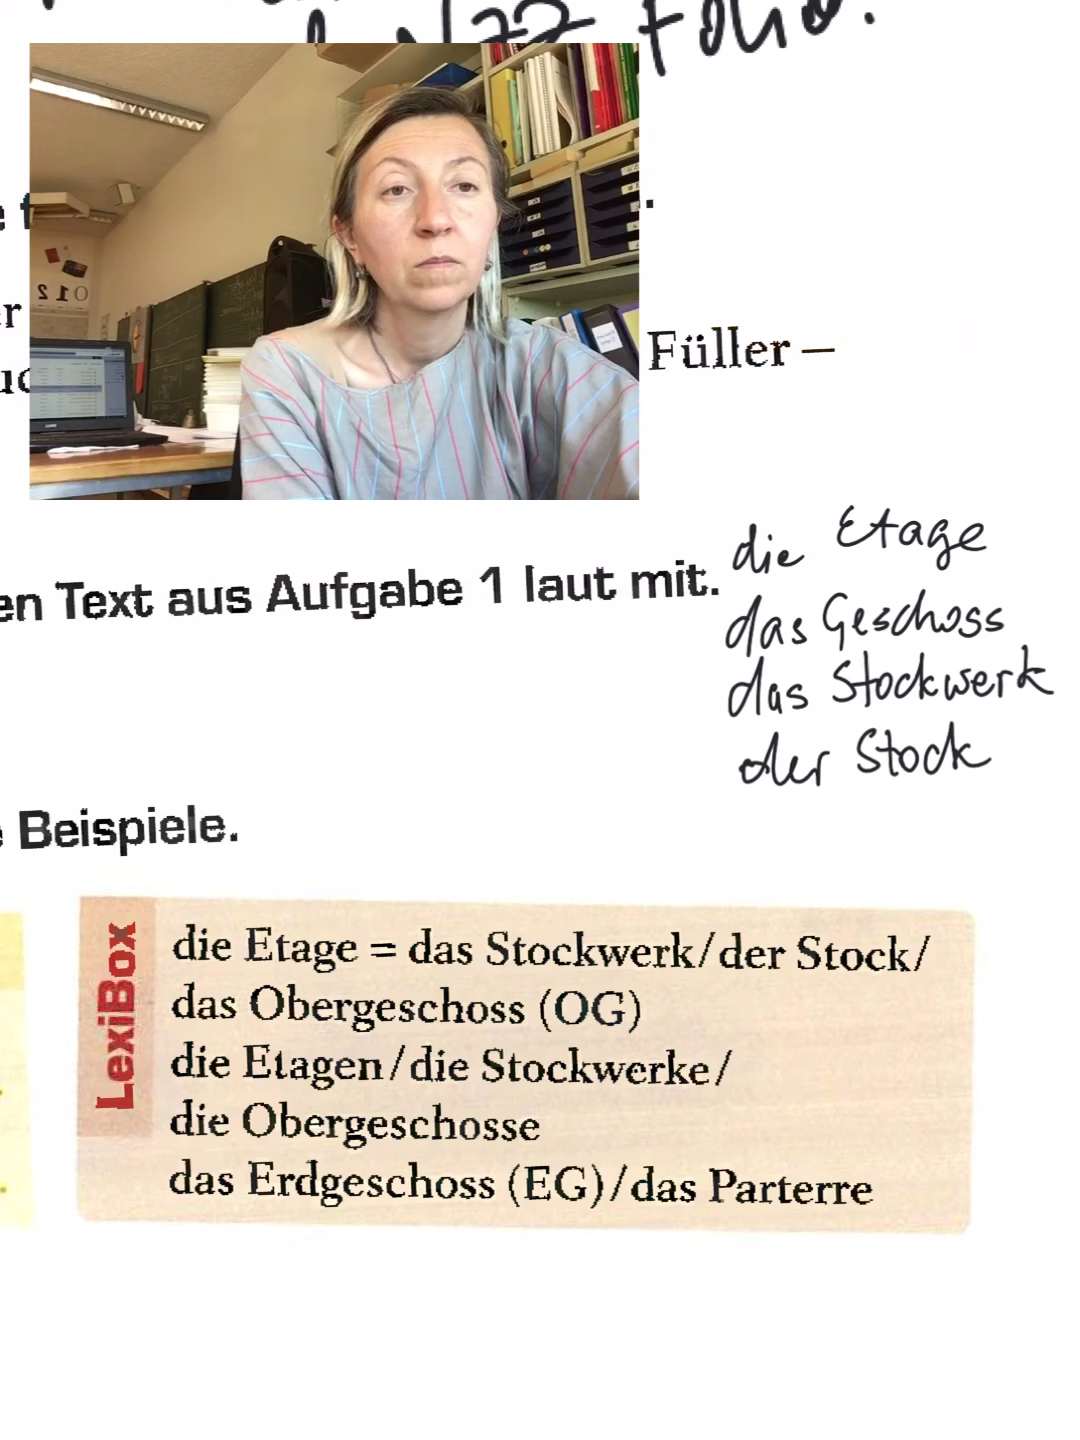 Folio.
Füller –
en Text aus Aufgabe 1 laut mit.
die Etage
das Geschoss
das Stockwerk
der Stock
Beispiele.
LexiBox
die Etage = das Stockwerk/der Stock/
das Obergeschoss (OG)
die Etagen/die Stockwerke/
die Obergeschosse
das Erdgeschoss (EG)/das Parterre